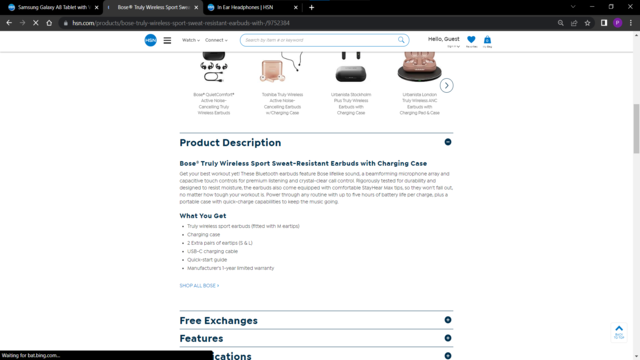 Samsung Galaxy A8 Tablet with V
Bose® Truly Wireless Sport Swea
In Ear Headphones | HSN
hsn.com/products/bose-truly-wireless-sport-sweat-resistant-earbuds-with-/9752384
P
HSN
Watch
Connect
Search by item # or keyword
Hello, Guest
Bose® QuietComfort®
Active Noise-
Cancelling Truly
Wireless Earbuds
Toshiba Truly Wireless
Active Noise-
Cancelling Earbuds
w/Charging Case
Urbanista Stockholm
Plus Truly Wireless
Earbuds with
Charging Case
Urbanista London
Truly Wireless ANC
Earbuds with
Charging Pad & Case
Product Description
Bose® Truly Wireless Sport Sweat-Resistant Earbuds with Charging Case
Get your best workout yet! These Bluetooth earbuds feature Bose lifelike sound, a beamforming microphone array and
capacitive touch controls for premium listening and crystal-clear call control. Rigorously tested for durability and
designed to resist moisture, the earbuds also come equipped with comfortable StayHear Max tips, so they won't fall out,
no matter how tough your workout is. Power through any routine with up to five hours of battery life per charge, plus a
portable case with quick-charge capabilities to keep the music going.
What You Get
• Truly wireless sport earbuds (fitted with M eartips)
• Charging case
• 2 Extra pairs of eartips (S & L)
• USB-C charging cable
• Quick-start guide
• Manufacturer's 1-year limited warranty
SHOP ALL BOSE >
Free Exchanges
Features
BACK
TO TOP
Waiting for bat.bing.com...